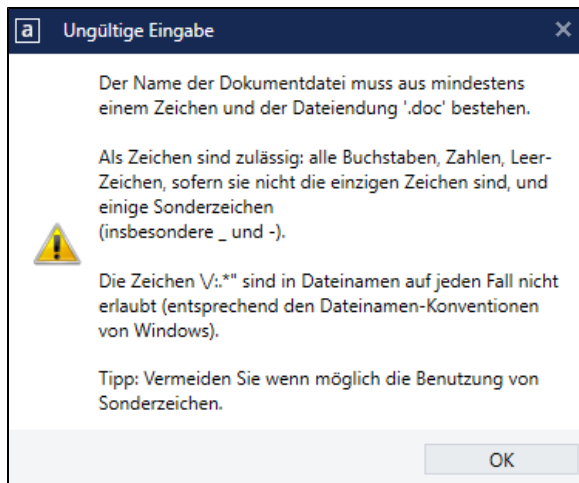 a Ungültige Eingabe
Der Name der Dokumentdatei muss aus mindestens
einem Zeichen und der Dateiendung '.doc' bestehen.
Als Zeichen sind zulässig: alle Buchstaben, Zahlen, Leer-
Zeichen, sofern sie nicht die einzigen Zeichen sind, und
einige Sonderzeichen
(insbesondere _ und -).
Die Zeichen \/:.*" sind in Dateinamen auf jeden Fall nicht
erlaubt (entsprechend den Dateinamen-Konventionen
von Windows).
Tipp: Vermeiden Sie wenn möglich die Benutzung von
Sonderzeichen.
OK